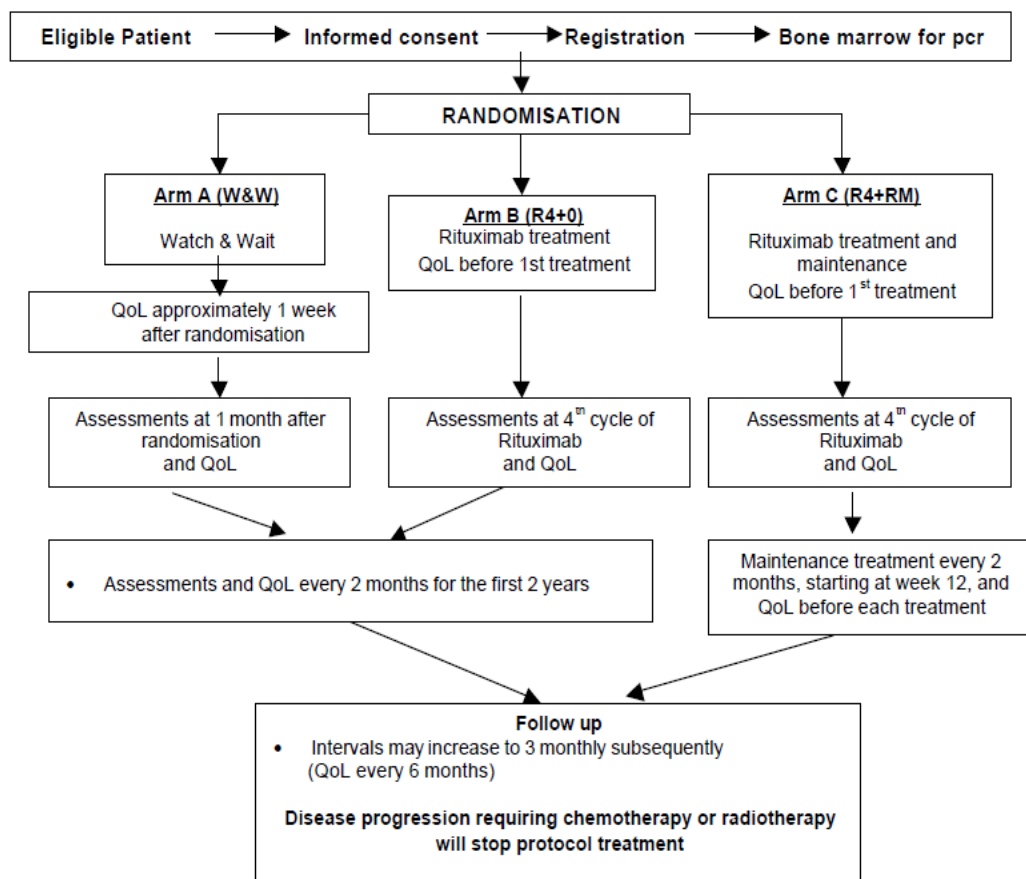 Eligible Patient Informed consent Registration Bone marrow for pcr
RANDOMISATION
Arm A (W&W)
Watch & Wait
QoL approximately 1 week
after randomisation
Assessments at 1 month after
randomisation
and QoL
Arm B (R4+0)
Rituximab treatment
QoL before 1st treatment
Assessments at 4th cycle of
Rituximab
and QoL
Arm C (R4+RM)
Rituximab treatment and
maintenance
QoL before 1st treatment
Assessments at 4th cycle of
Rituximab
and QoL
• Assessments and QoL every 2 months for the first 2 years
Maintenance treatment every 2
months, starting at week 12, and
QoL before each treatment
Follow up
• Intervals may increase to 3 monthly subsequently
(QoL every 6 months)
Disease progression requiring chemotherapy or radiotherapy
will stop protocol treatment